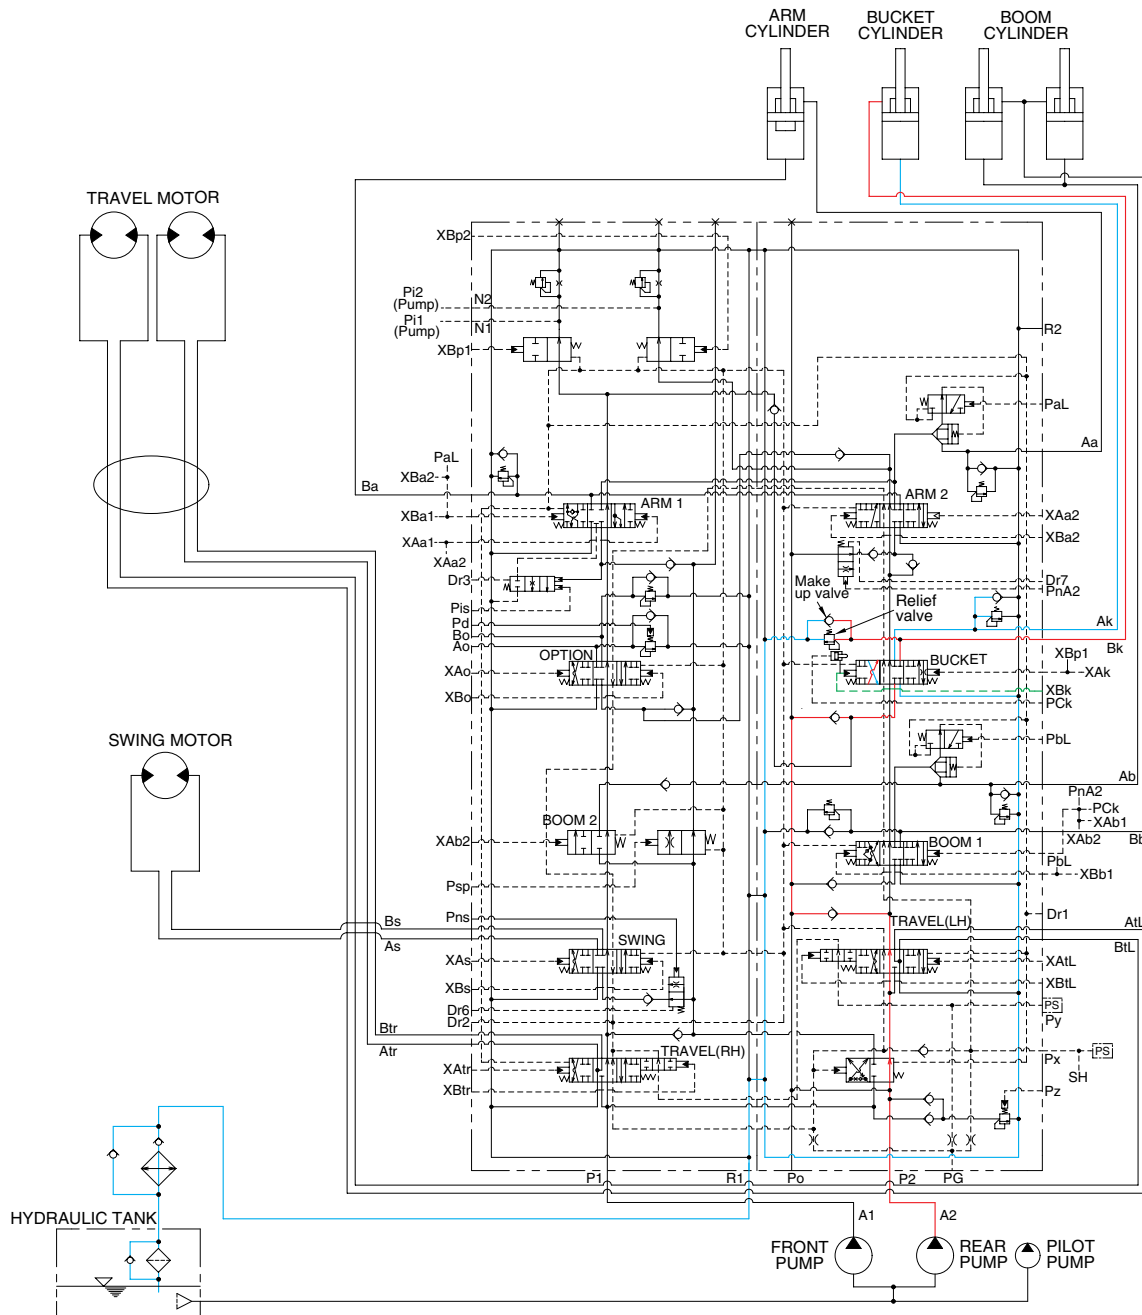 ARM CYLINDER
BUCKET CYLINDER
BOOM CYLINDER
TRAVEL MOTOR
XBp2
Pi2 (Pump)
N2
Pi1 (Pump)
N1
XBp1
R2
PaL
Aa
PaL
XBa2
Ba
ARM 1
ARM 2
XBa1
XAa2
XAa1
XBa2
XAa2
Dr3
Dr7
Make up valve
PnA2
Pis
Relief valve
Pd
Ak
Bo
Ao
Bk
OPTION
BUCKET
XBp1
XAo
XAk
XBo
XBk
PCk
SWING MOTOR
PbL
Ab
PnA2
PCk
BOOM 2
XAb1
XAb2
XAb2
Bb
BOOM 1
PbL
Psp
XBb1
Pns
Bs
TRAVEL(LH)
Dr1
AtL
As
SWING
BtL
XAs
XAtL
XBs
XBtL
Dr6
PS
Dr2
Py
Btr
Atr
TRAVEL(RH)
Px
PS
XAtr
SH
XBtr
Pz
P1
R1
Po
P2
PG
HYDRAULIC TANK
A1
A2
FRONT PUMP
REAR PUMP
PILOT PUMP